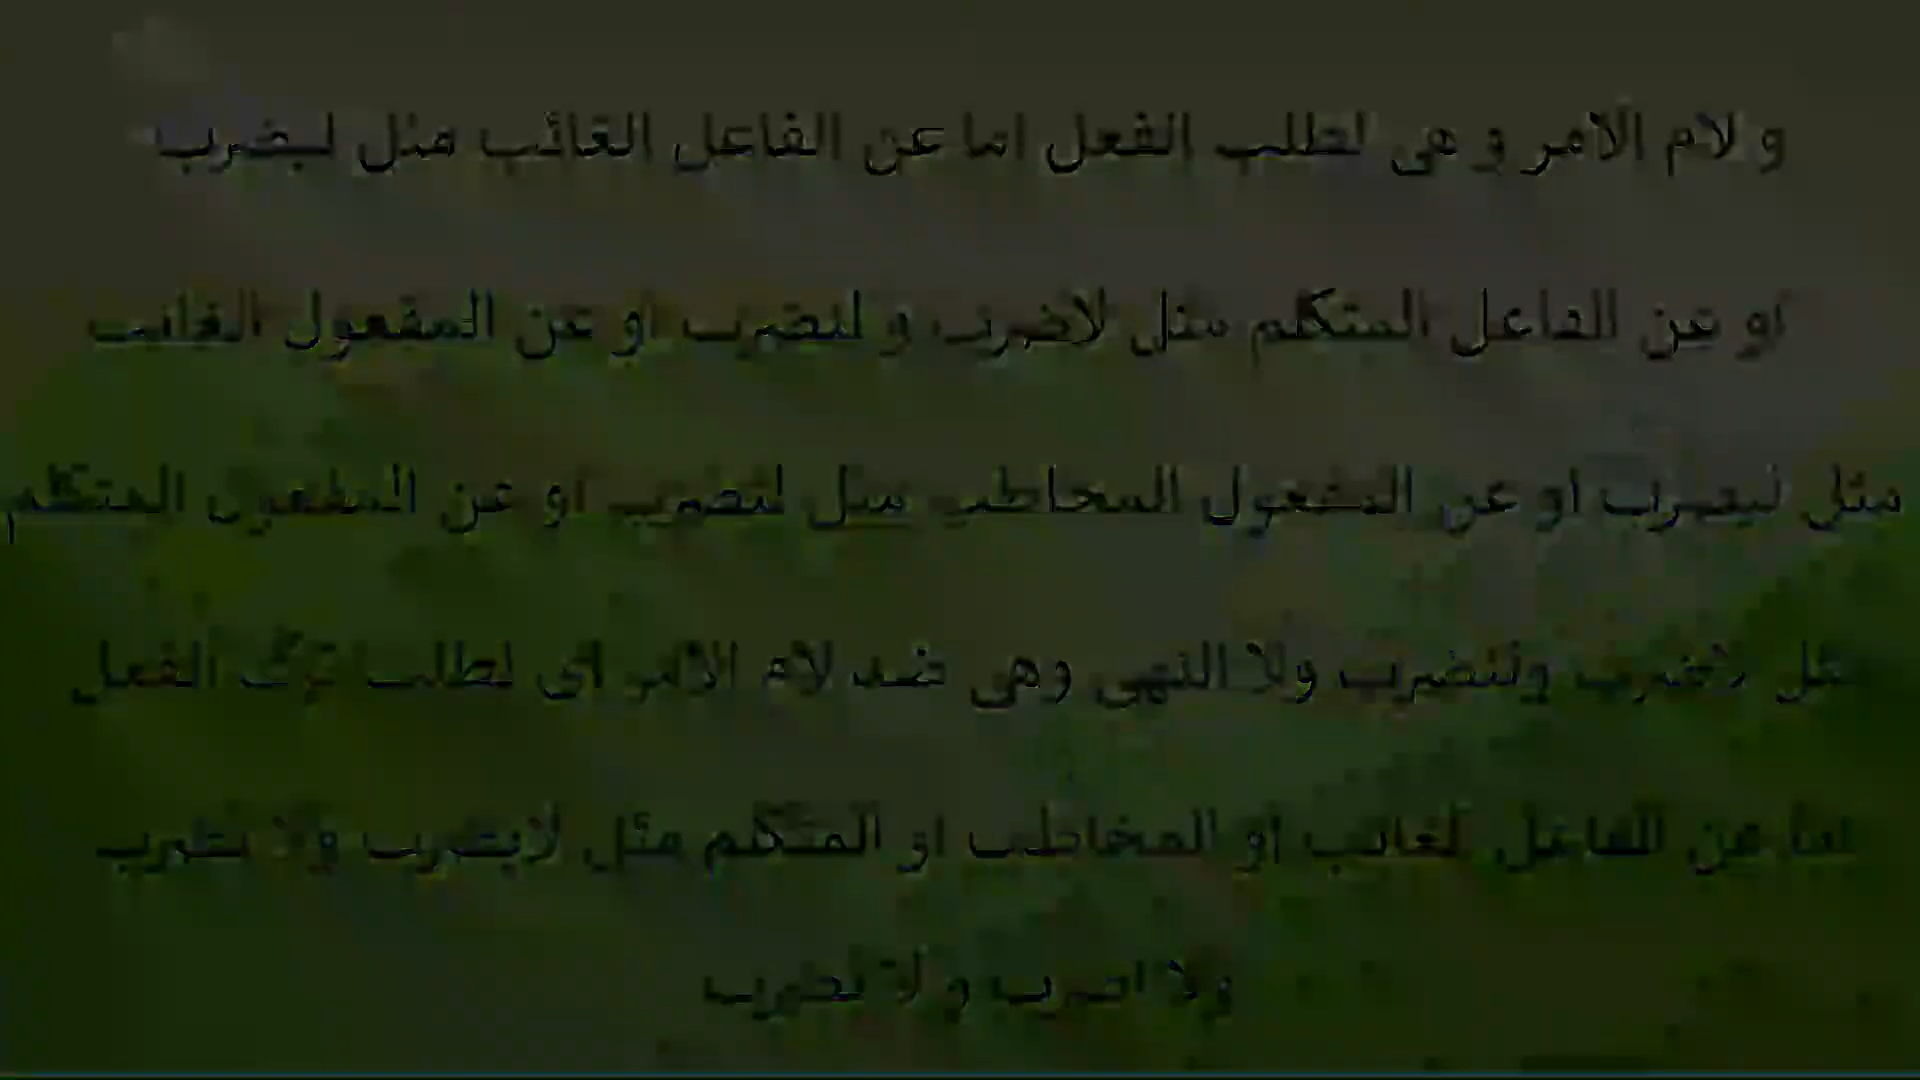 و لام الامر و هى لطلب الفعل اما عن الفاعل الغائب مثل ليضرب
او عن الفاعل المتكلم مثل لاضرب و لنضرب او عن المفعول الغايب
مثل ليضرب او عن المفعول المخاطب مثل لتضرب او عن المفعول المتكلم
مثل لاضرب ولنضرب ولا النهى وهى ضد لام الامر اى لطلب ترك الفعل
اما عن الفاعل لغائب او المخاطب او المتكلم مثل لايضرب ولا تضرب
ولا اضرب و لا نضرب